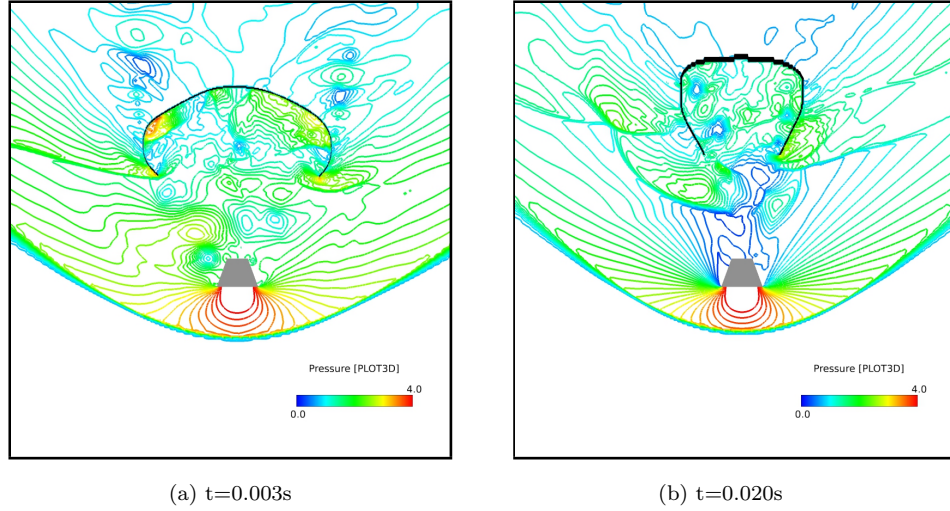 Pressure [PLOT3D]
4.0
0.0
Pressure [PLOT3D]
4.0
0.0
(a) t=0.003s
(b) t=0.020s